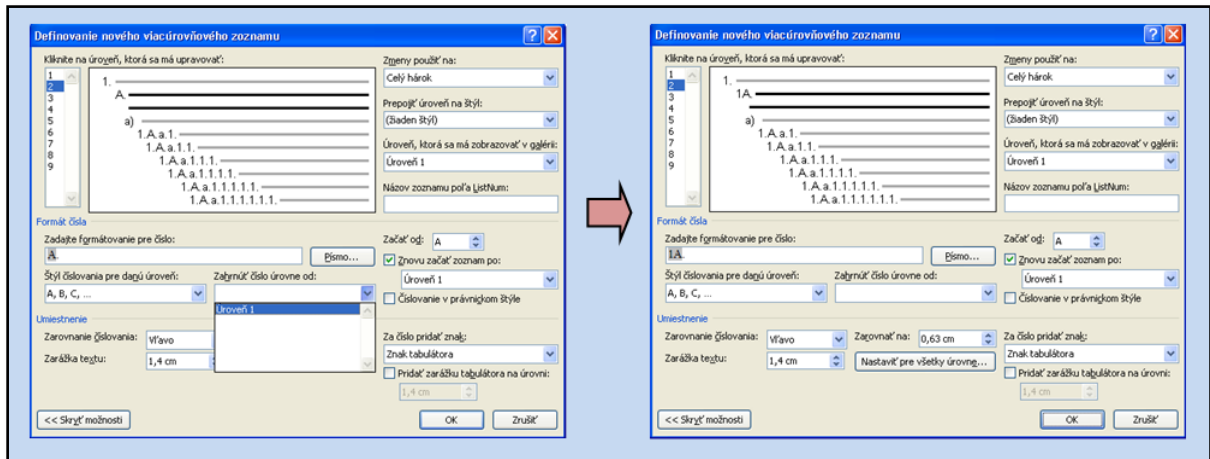 Definovanie nového viacúrovňového zoznamu
Kliknite na úroveň, ktorá sa má upravovať:
1
2
3
4
5
6
7
8
9
1.
A.
a)
1.A.a.1.
1.A.a.1.1.
1.A.a.1.1.1.
1.A.a.1.1.1.1.
1.A.a.1.1.1.1.1.
1.A.a.1.1.1.1.1.1.
Zmeny použiť na:
Celý hárok
Prepojiť úroveň na štýl:
(žiaden štýl)
Úroveň, ktorá sa má zobrazovať v galérii:
Úroveň 1
Názov zoznamu poľa ListNum:
Formát čísla
Zadajte formátovanie pre číslo:
A.
Písmo...
Začať od: A
Znovu začať zoznam po:
Úroveň 1
Štýl číslovania pre danú úroveň:
A, B, C, ...
Zahrnúť číslo úrovne od:
Úroveň 1
Číslovanie v právnickom štýle
Umiestnenie
Zarovnanie číslovania: Vľavo
Zarážka textu: 1,4 cm
Za číslo pridať znak:
Znak tabulátora
Pridať zarážku tabulátora na úrovni:
1,4 cm
<< Skryť možnosti
OK
Zrušiť
Definovanie nového viacúrovňového zoznamu
Kliknite na úroveň, ktorá sa má upravovať:
1
2
3
4
5
6
7
8
9
1.
1A.
a)
1.A.a.1.
1.A.a.1.1.
1.A.a.1.1.1.
1.A.a.1.1.1.1.
1.A.a.1.1.1.1.1.
1.A.a.1.1.1.1.1.1.
Zmeny použiť na:
Celý hárok
Prepojiť úroveň na štýl:
(žiaden štýl)
Úroveň, ktorá sa má zobrazovať v galérii:
Úroveň 1
Názov zoznamu poľa ListNum:
Formát čísla
Zadajte formátovanie pre číslo:
1A.
Písmo...
Začať od: A
Znovu začať zoznam po:
Úroveň 1
Štýl číslovania pre danú úroveň:
A, B, C, ...
Zahrnúť číslo úrovne od:
Číslovanie v právnickom štýle
Umiestnenie
Zarovnanie číslovania: Vľavo
Zarovnať na: 0,63 cm
Zarážka textu: 1,4 cm
Nastaviť pre všetky úrovne...
Za číslo pridať znak:
Znak tabulátora
Pridať zarážku tabulátora na úrovni:
1,4 cm
<< Skryť možnosti
OK
Zrušiť